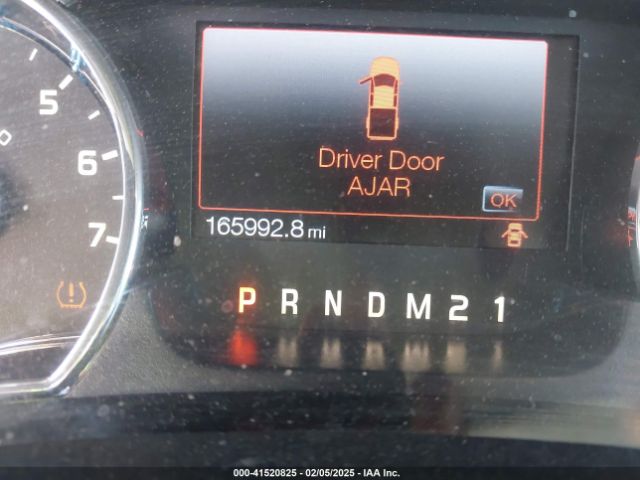 5
6
7
Driver Door
AJAR
OK
165992.8 mi
P R N D M 2 1
000-41520825 - 02/05/2025 - IAA Inc.